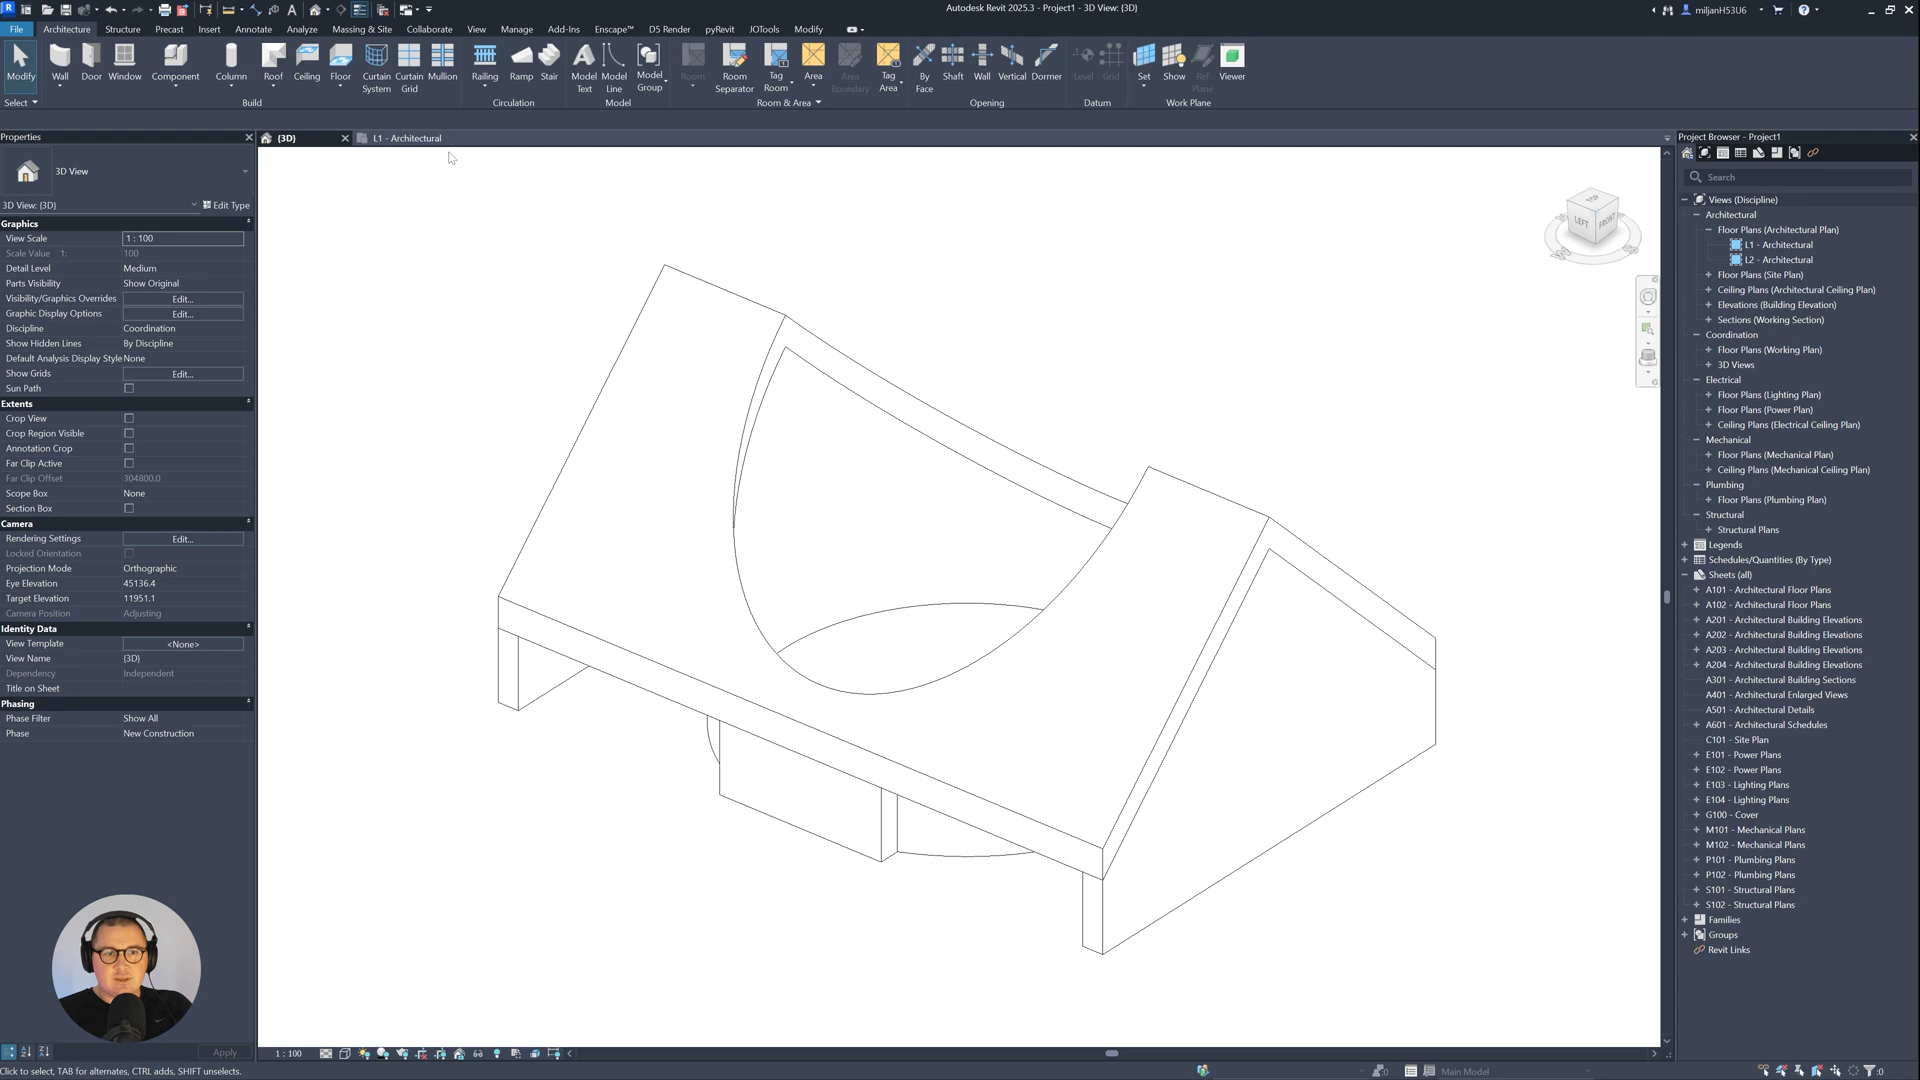 Autodesk Revit 2025.3 - Project1 - 3D View: {3D}
miljanH53U6
File
Architecture
Structure
Precast
Insert
Annotate
Analyze
Massing & Site
Collaborate
View
Manage
Add-Ins
Enscape™
D5 Render
pyRevit
JOTools
Modify
Modify
Wall
Door
Window
Component
Column
Roof
Ceiling
Floor
Curtain System
Curtain Grid
Mullion
Railing
Ramp
Stair
Model Text
Model Line
Model Group
Room
Room Separator
Tag Room
Area
Area Boundary
Tag Area
By Face
Shaft
Wall
Vertical
Dormer
Level
Grid
Set
Show
Ref Plane
Viewer
Select
Build
Circulation
Model
Room & Area
Opening
Datum
Work Plane
Properties
{3D}
L1 - Architectural
3D View
3D View: {3D}
Edit Type
Graphics
View Scale 1 : 100
Scale Value 1: 100
Detail Level Medium
Parts Visibility Show Original
Visibility/Graphics Overrides Edit...
Graphic Display Options Edit...
Discipline Coordination
Show Hidden Lines By Discipline
Default Analysis Display Style None
Show Grids Edit...
Sun Path
Extents
Crop View
Crop Region Visible
Annotation Crop
Far Clip Active
Far Clip Offset 304800.0
Scope Box None
Section Box
Camera
Rendering Settings Edit...
Locked Orientation
Projection Mode Orthographic
Eye Elevation 45136.4
Target Elevation 11951.1
Camera Position Adjusting
Identity Data
View Template <None>
View Name {3D}
Dependency Independent
Title on Sheet
Phasing
Phase Filter Show All
Phase New Construction
Apply
TOP
LEFT
FRONT
Project Browser - Project1
Search
Views (Discipline)
Architectural
Floor Plans (Architectural Plan)
L1 - Architectural
L2 - Architectural
Floor Plans (Site Plan)
Ceiling Plans (Architectural Ceiling Plan)
Elevations (Building Elevation)
Sections (Working Section)
Coordination
Floor Plans (Working Plan)
3D Views
Electrical
Floor Plans (Lighting Plan)
Floor Plans (Power Plan)
Ceiling Plans (Electrical Ceiling Plan)
Mechanical
Floor Plans (Mechanical Plan)
Ceiling Plans (Mechanical Ceiling Plan)
Plumbing
Floor Plans (Plumbing Plan)
Structural
Structural Plans
Legends
Schedules/Quantities (By Type)
Sheets (all)
A101 - Architectural Floor Plans
A102 - Architectural Floor Plans
A201 - Architectural Building Elevations
A202 - Architectural Building Elevations
A203 - Architectural Building Elevations
A204 - Architectural Building Elevations
A301 - Architectural Building Sections
A401 - Architectural Enlarged Views
A501 - Architectural Details
A601 - Architectural Schedules
C101 - Site Plan
E101 - Power Plans
E102 - Power Plans
E103 - Lighting Plans
E104 - Lighting Plans
G100 - Cover
M101 - Mechanical Plans
M102 - Mechanical Plans
P101 - Plumbing Plans
P102 - Plumbing Plans
S101 - Structural Plans
S102 - Structural Plans
Families
Groups
Revit Links
1 : 100
Click to select, TAB for alternates, CTRL adds, SHIFT unselects.
:0
Main Model
:0